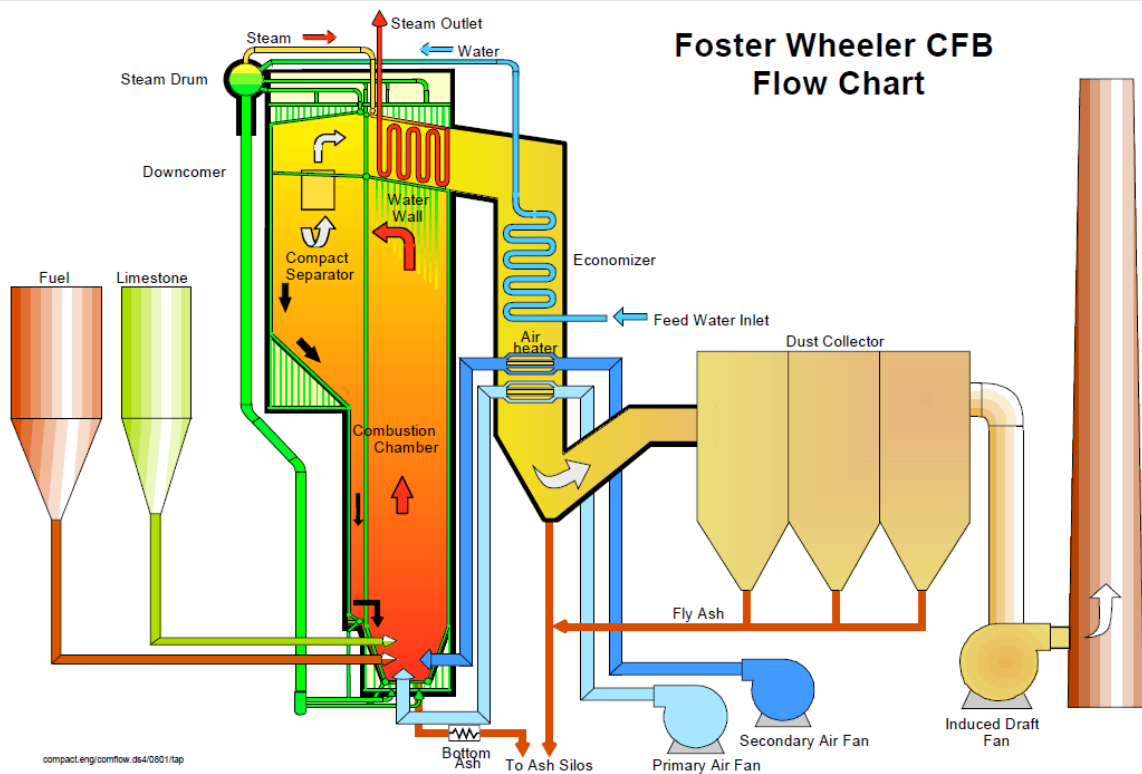 Foster Wheeler CFB
Flow Chart
Steam Outlet
Steam
Water
Steam Drum
Downcomer
Water
Wall
Compact
Separator
Economizer
Fuel
Limestone
Feed Water Inlet
Air
heater
Dust Collector
Combustion
Chamber
Fly Ash
Induced Draft
Fan
Secondary Air Fan
Bottom
Ash
To Ash Silos
Primary Air Fan
compact.eng/comflow.ds4/0801/tap